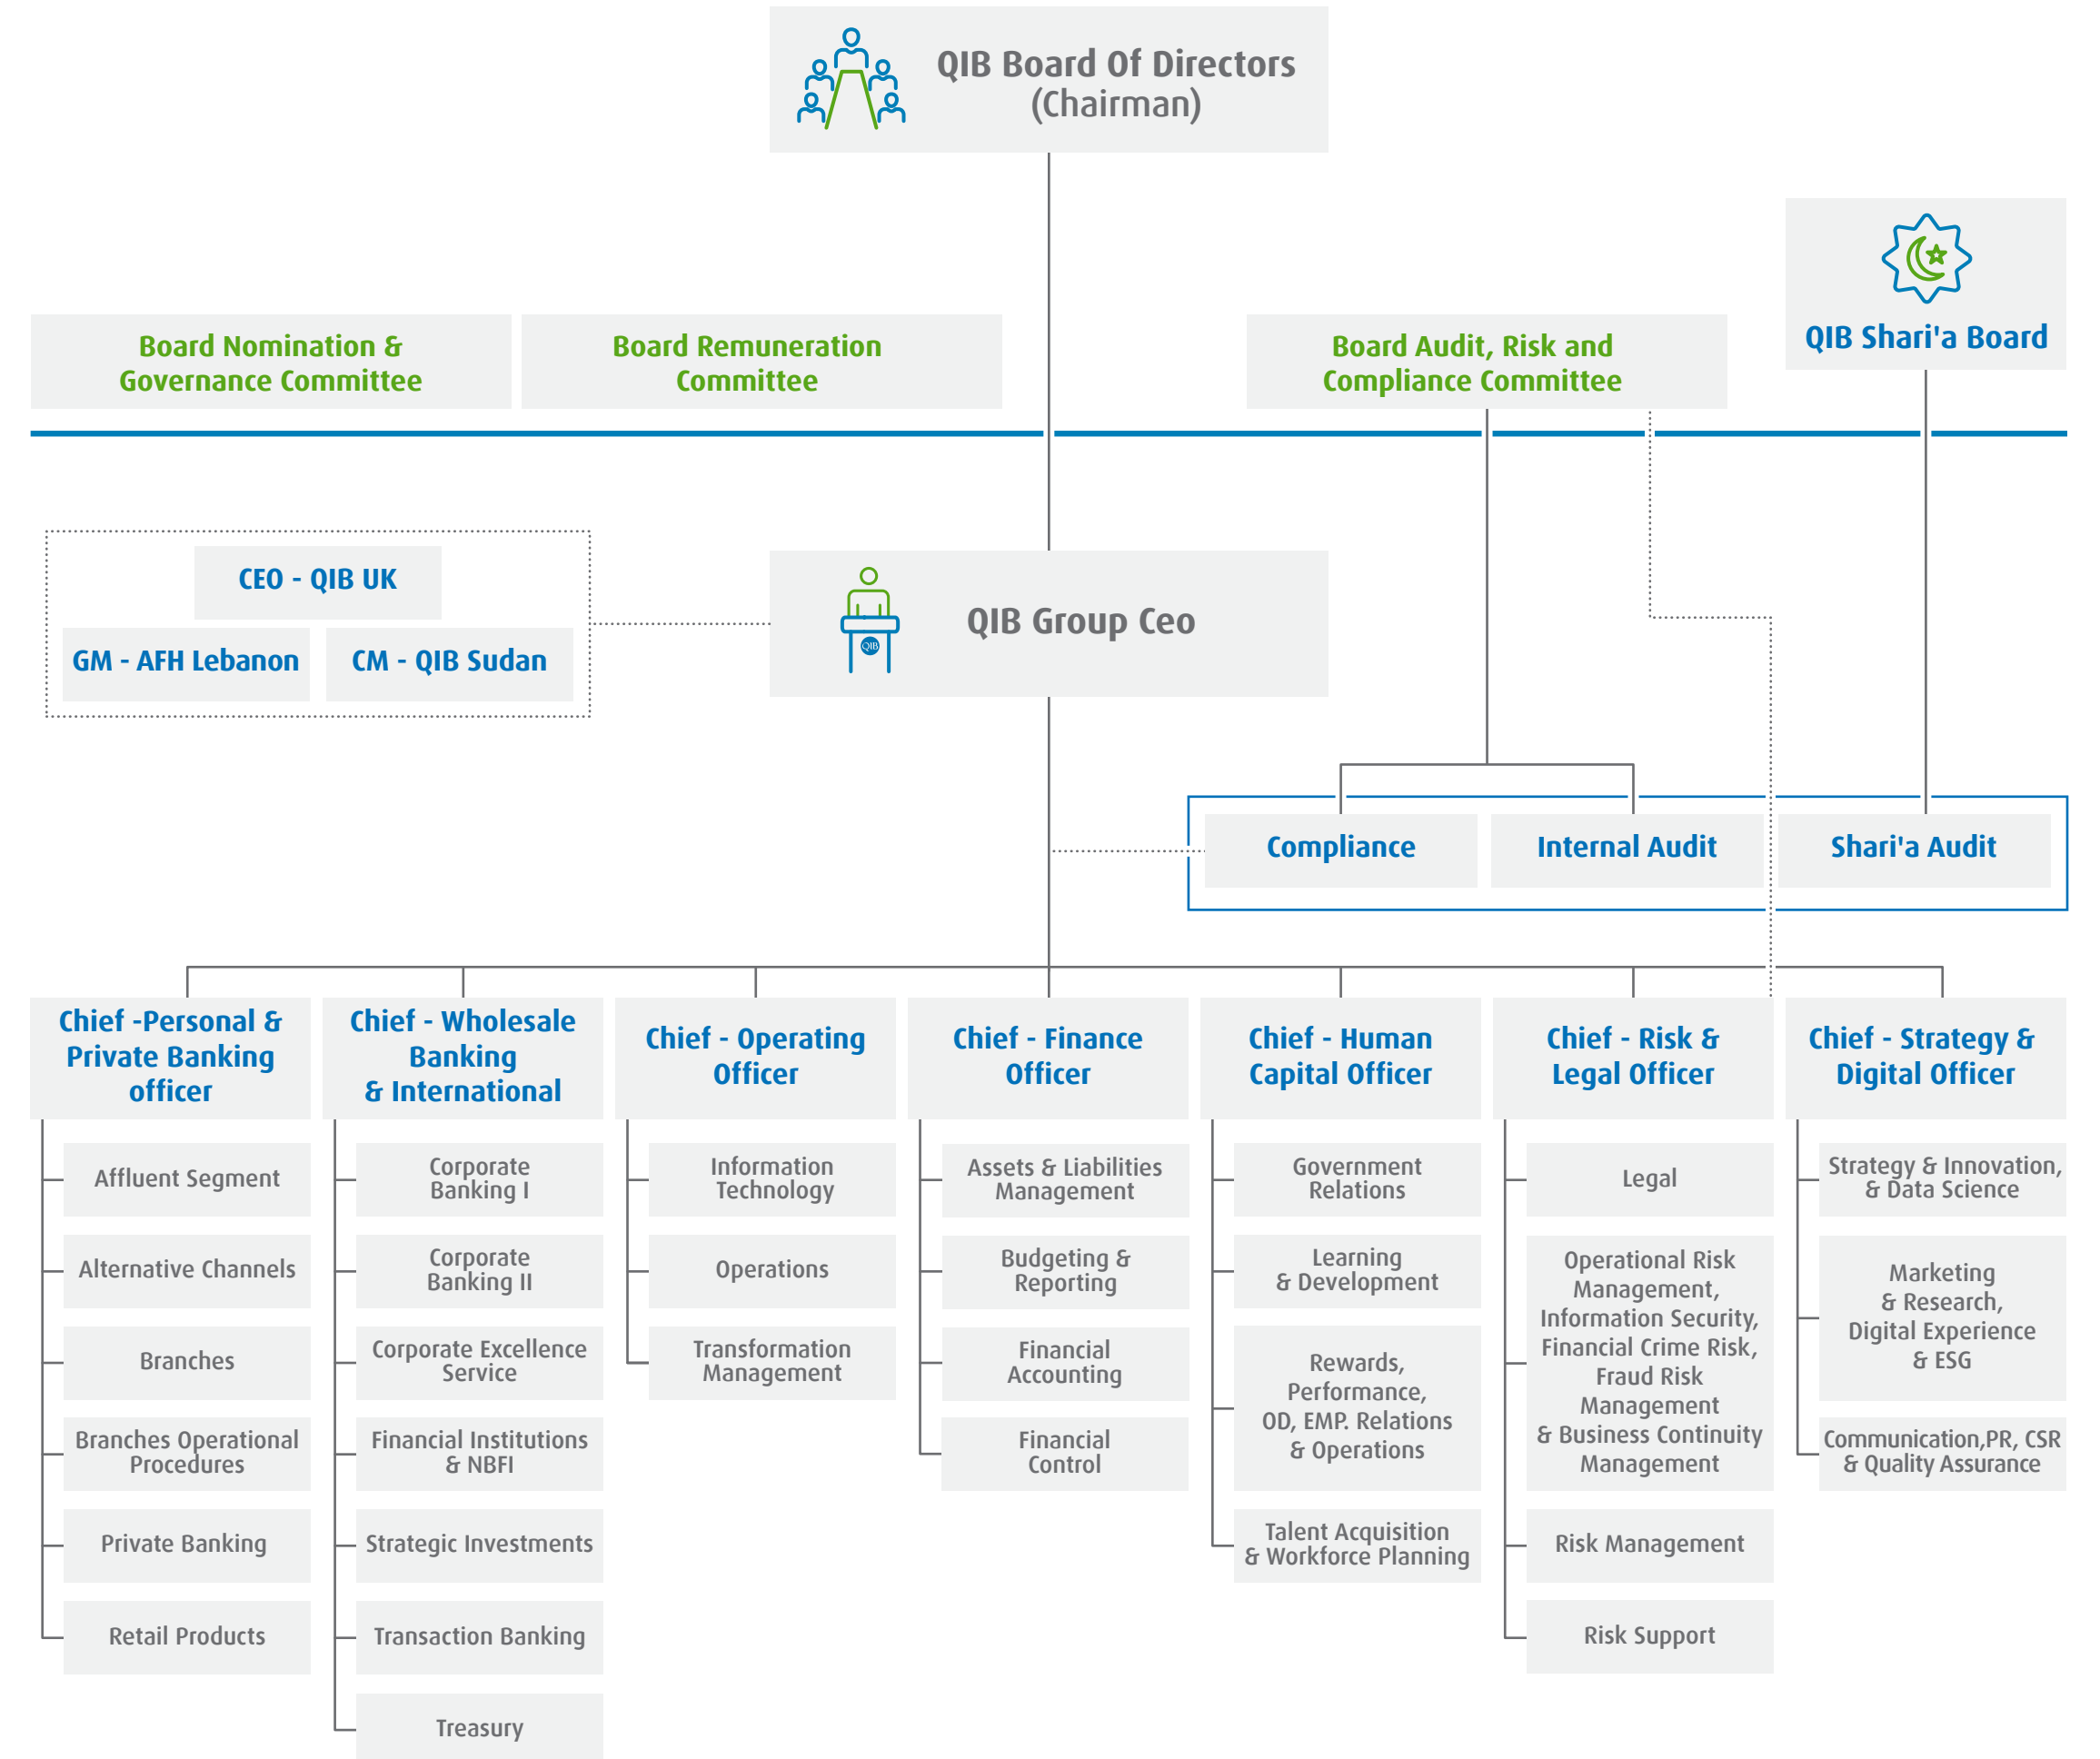 QIB Board Of Directors
(Chairman)
QIB Shari'a Board
Board Nomination &
Governance Committee
Board Remuneration
Committee
Board Audit, Risk and
Compliance Committee
CEO - QIB UK
GM - AFH Lebanon
CM - QIB Sudan
QIB
QIB Group Ceo
Compliance
Internal Audit
Shari'a Audit
Chief -Personal &
Private Banking
officer
Affluent Segment
Alternative Channels
Branches
Branches Operational
Procedures
Private Banking
Retail Products
Chief - Wholesale
Banking
& International
Corporate
Banking I
Corporate
Banking II
Corporate Excellence
Service
Financial Institutions
& NBFI
Strategic Investments
Transaction Banking
Treasury
Chief - Operating
Officer
Information
Technology
Operations
Transformation
Management
Chief - Finance
Officer
Assets & Liabilities
Management
Budgeting &
Reporting
Financial
Accounting
Financial
Control
Chief - Human
Capital Officer
Government
Relations
Learning
& Development
Rewards,
Performance,
OD, EMP. Relations
& Operations
Talent Acquisition
& Workforce Planning
Chief - Risk &
Legal Officer
Legal
Operational Risk
Management,
Information Security,
Financial Crime Risk,
Fraud Risk
Management
& Business Continuity
Management
Risk Management
Risk Support
Chief - Strategy &
Digital Officer
Strategy & Innovation,
& Data Science
Marketing
& Research,
Digital Experience
& ESG
Communication,PR, CSR
& Quality Assurance